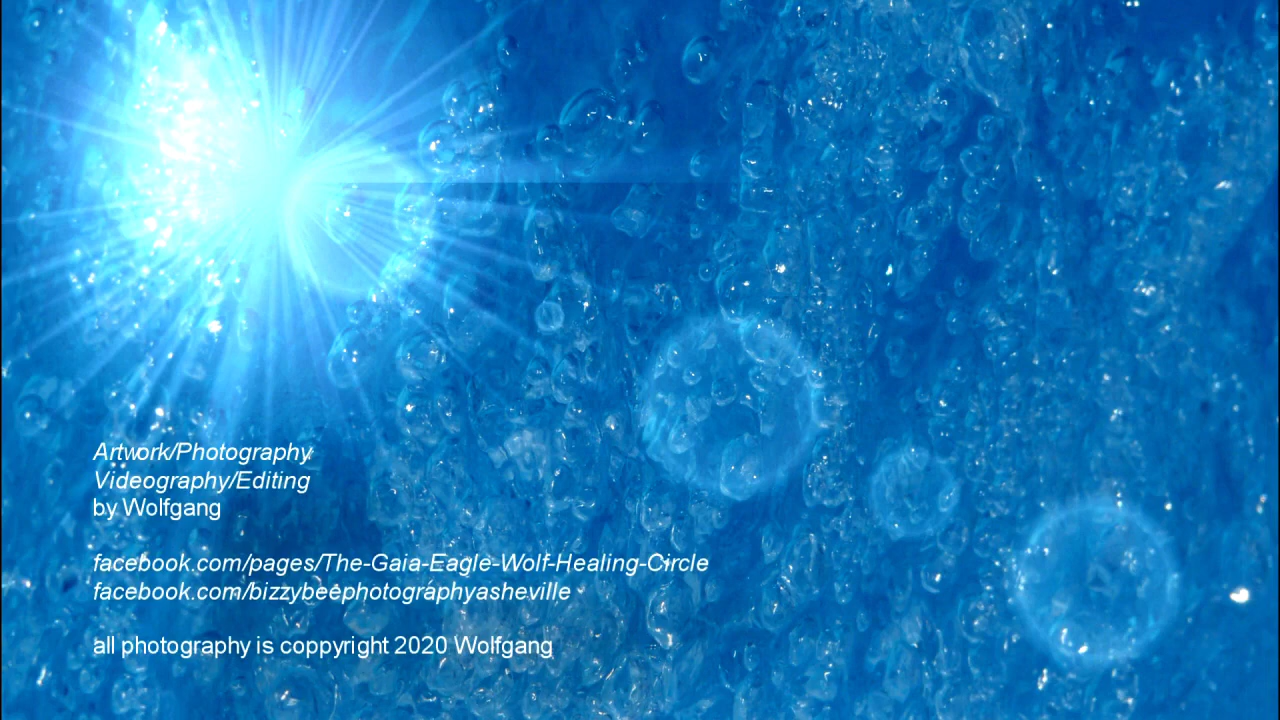 Artwork/Photography
Videography/Editing
by Wolfgang
facebook.com/pages/The-Gaia-Eagle-Wolf-Healing-Circle
facebook.com/bizzybeephotographyasheville
all photography is coppyright 2020 Wolfgang